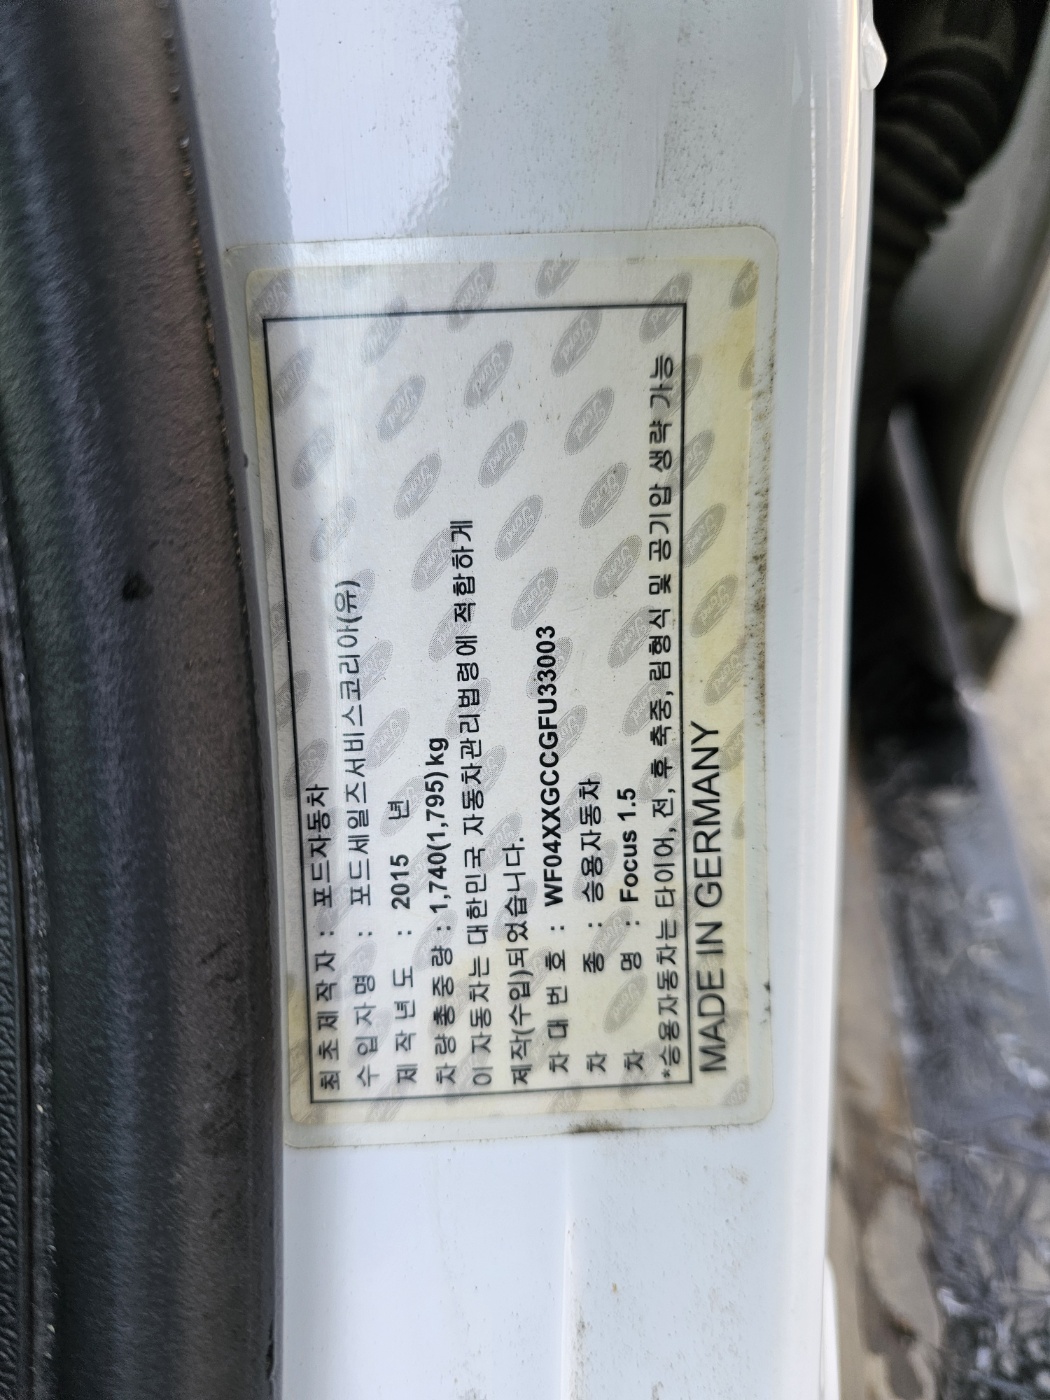 최 초 제 작 자 : 포드자동차
수 입 자 명 : 포드세일즈서비스코리아(유)
제 작 년 도 : 2015 년
차 량 총 중 량 : 1,740(1,795)kg
이 자동차는 대한민국 자동차관리법령에 적합하게
제작(수입)되었습니다.
차 대 번 호 : WF04XXGCCGFU33003
차 종 : 승용자동차
차 명 : Focus 1.5
*승용자동차는 타이어, 전, 후 축중, 림형식 및 공기압 생략 가능
MADE IN GERMANY